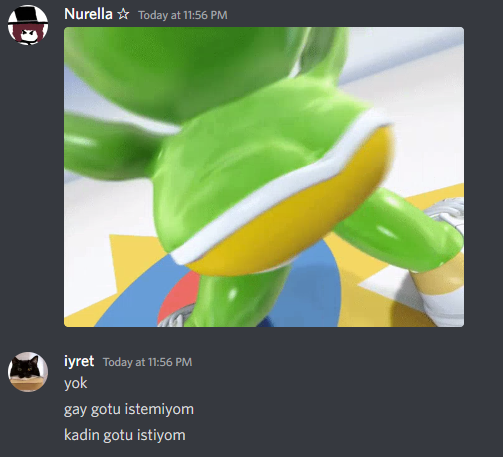 Nurella ☆ Today at 11:56 PM
iyret Today at 11:56 PM
yok
gay gotu istemiyom
kadin gotu istiyom